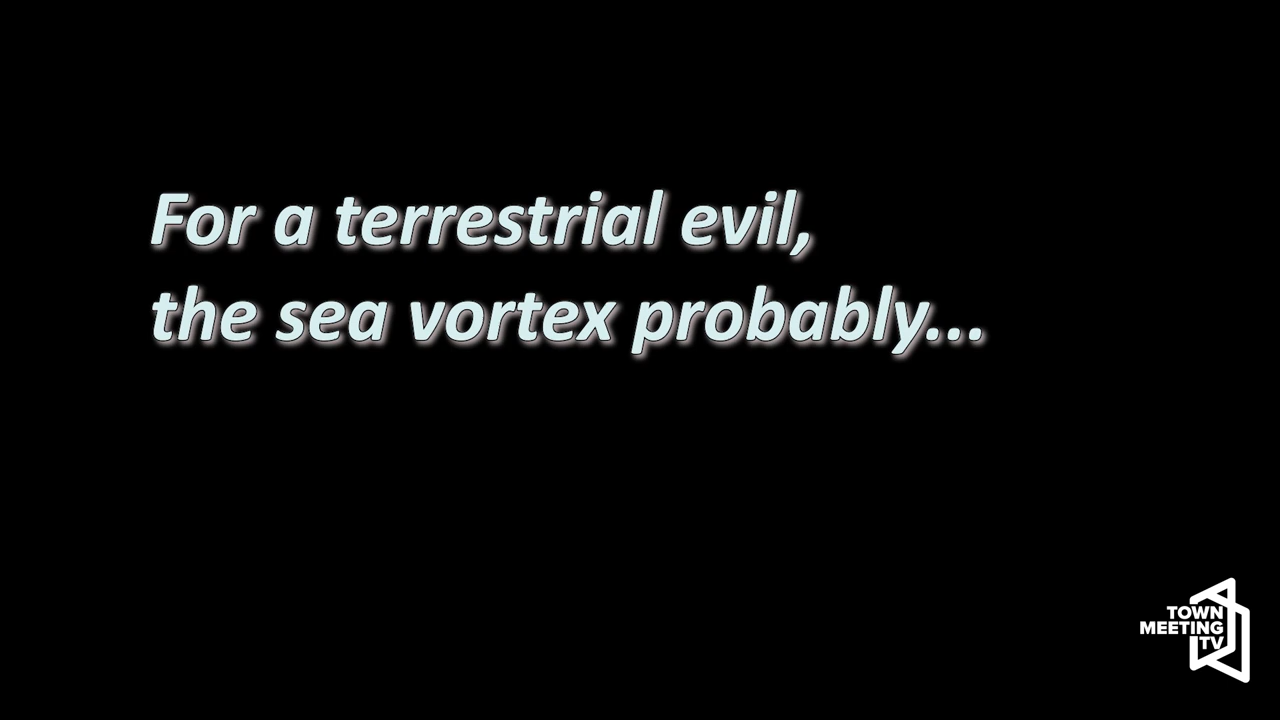 For a terrestrial evil,
the sea vortex probably...
TOWN
MEETING
TV